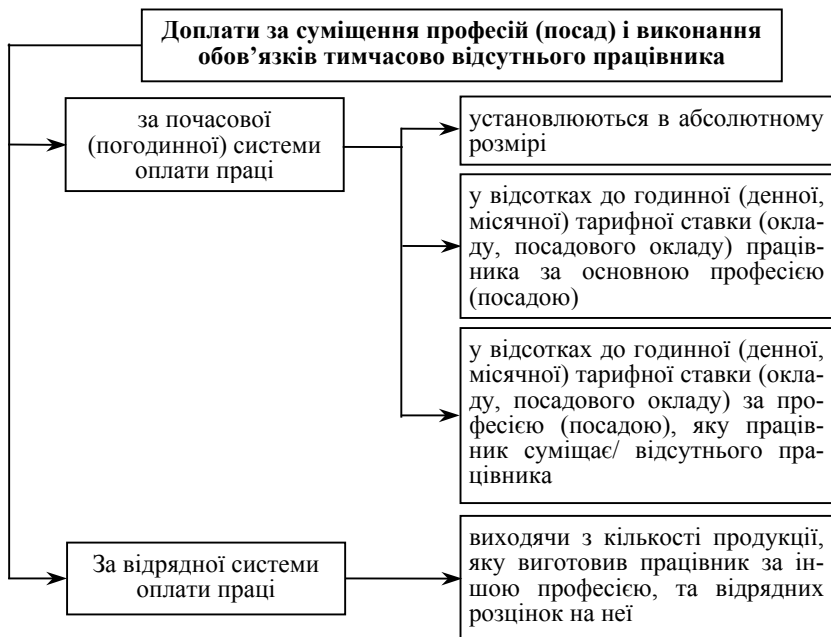 Доплати за суміщення професій (посад) і виконання
обов’язків тимчасово відсутнього працівника
за почасової
(погодинної) системи
оплати праці
установлюються в абсолютному
розмірі
у відсотках до годинної (денної,
місячної) тарифної ставки (окла-
ду, посадового окладу) праців-
ника за основною професією
(посадою)
у відсотках до годинної (денної,
місячної) тарифної ставки (окла-
ду, посадового окладу) за про-
фесією (посадою), яку праців-
ник суміщає/ відсутнього пра-
цівника
За відрядної системи
оплати праці
виходячи з кількості продукції,
яку виготовив працівник за ін-
шою професією, та відрядних
розцінок на неї